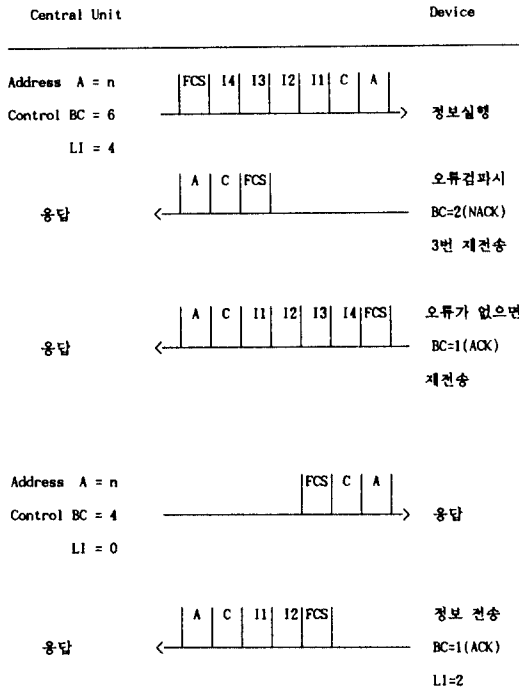 Central Unit Device
Address A = n FCS I4 I3 I2 I1 C A
Control BC = 6 정보실행
LI = 4
A C FCS 오류검파시
응답 BC=2(NACK)
3번 재전송
A C I1 I2 I3 I4 FCS 오류가 없으면
응답 BC=1(ACK)
재전송
Address A = n FCS C A
Control BC = 4 응답
LI = 0
A C I1 I2 FCS 정보 전송
응답 BC=1(ACK)
LI=2